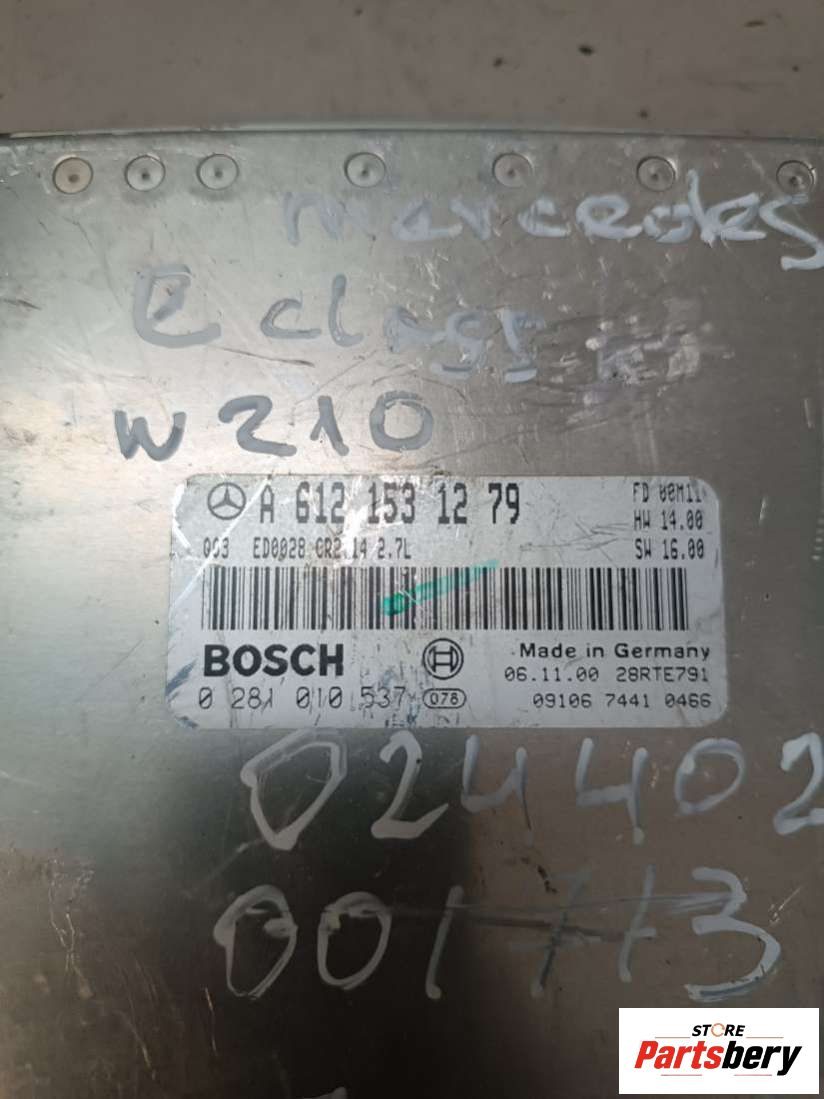 mercedes
E class
W210
A 612 153 12 79
FD 00M11
HW 14.00
003 ED0028 CR2.14 2.7L
SW 16.00
BOSCH
Made in Germany
06.11.00 28RTE791
0 281 010 537 078
09106 7441 0466
024402
001713
STORE
Partsbery